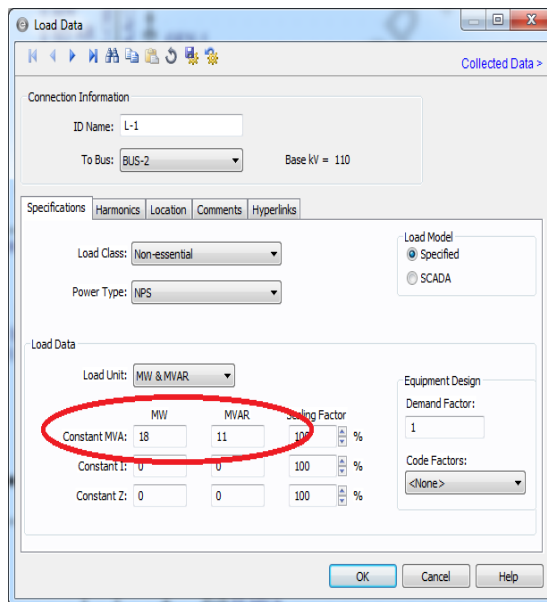 Load Data
Collected Data >
Connection Information
ID Name: L-1
To Bus: BUS-2 Base kV = 110
Specifications Harmonics Location Comments Hyperlinks
Load Class: Non-essential
Power Type: NPS
Load Model
Specified
SCADA
Load Data
Load Unit: MW & MVAR
MW MVAR Scaling Factor
Constant MVA: 18 11 100 %
Constant I: 0 0 100 %
Constant Z: 0 0 100 %
Equipment Design
Demand Factor:
1
Code Factors:
<None>
OK Cancel Help